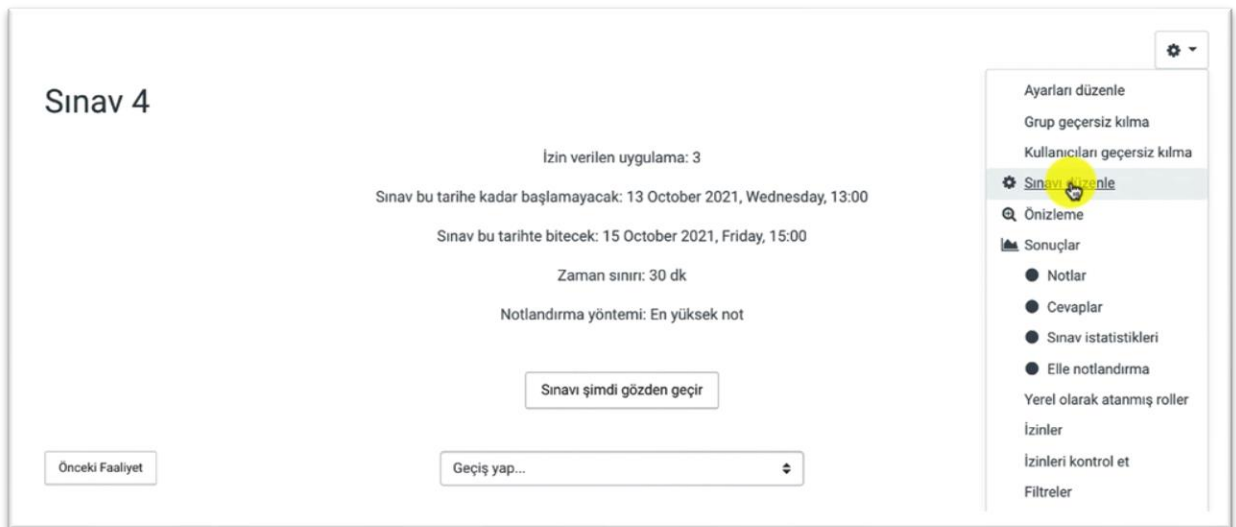 Sınav 4
İzin verilen uygulama: 3
Sınav bu tarihe kadar başlamayacak: 13 October 2021, Wednesday, 13:00
Sınav bu tarihte bitecek: 15 October 2021, Friday, 15:00
Zaman sınırı: 30 dk
Notlandırma yöntemi: En yüksek not
Sınavı şimdi gözden geçir
Önceki Faaliyet
Geçiş yap...
Ayarları düzenle
Grup geçersiz kılma
Kullanıcıları geçersiz kılma
Sınavı düzenle
Önizleme
Sonuçlar
Notlar
Cevaplar
Sınav istatistikleri
Elle notlandırma
Yerel olarak atanmış roller
İzinler
İzinleri kontrol et
Filtreler